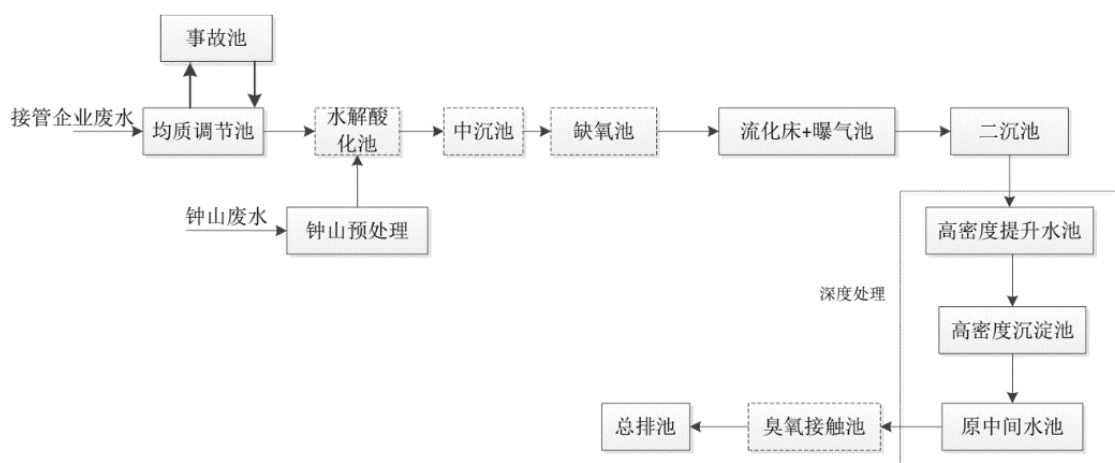 事故池
接管企业废水
均质调节池
水解酸
化池
中沉池
缺氧池
流化床+曝气池
二沉池
钟山废水
钟山预处理
高密度提升水池
深度处理
高密度沉淀池
总排池
臭氧接触池
原中间水池